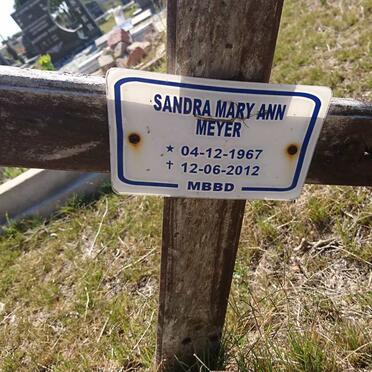 SANDRA MARY ANN
MEYER
★ 04-12-1967
✝ 12-06-2012
MBBD